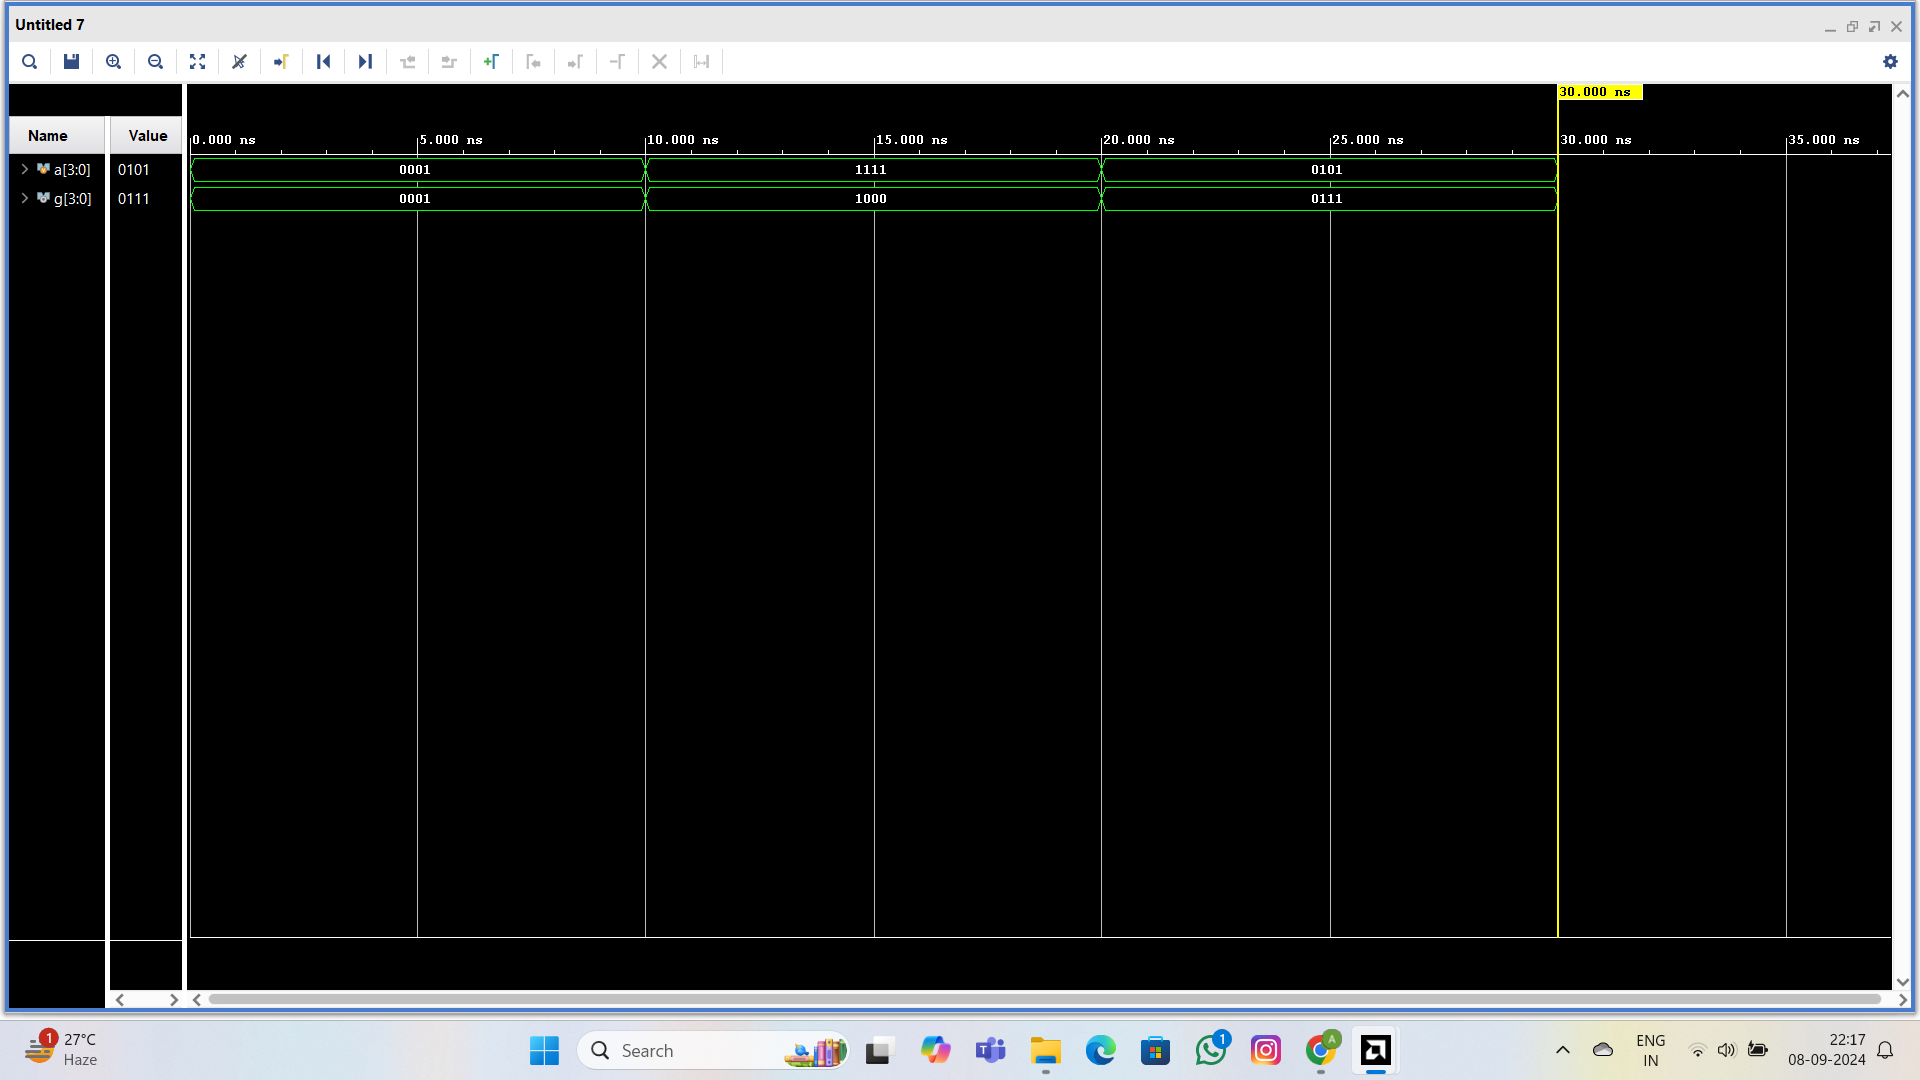 Untitled 7
30.000 ns
Name Value
0.000 ns 5.000 ns 10.000 ns 15.000 ns 20.000 ns 25.000 ns 30.000 ns 35.000 ns
a[3:0] 0101 0001 1111 0101
g[3:0] 0111 0001 1000 0111
1 27°C
Haze
Search
T
1
A
ENG
IN
22:17
08-09-2024